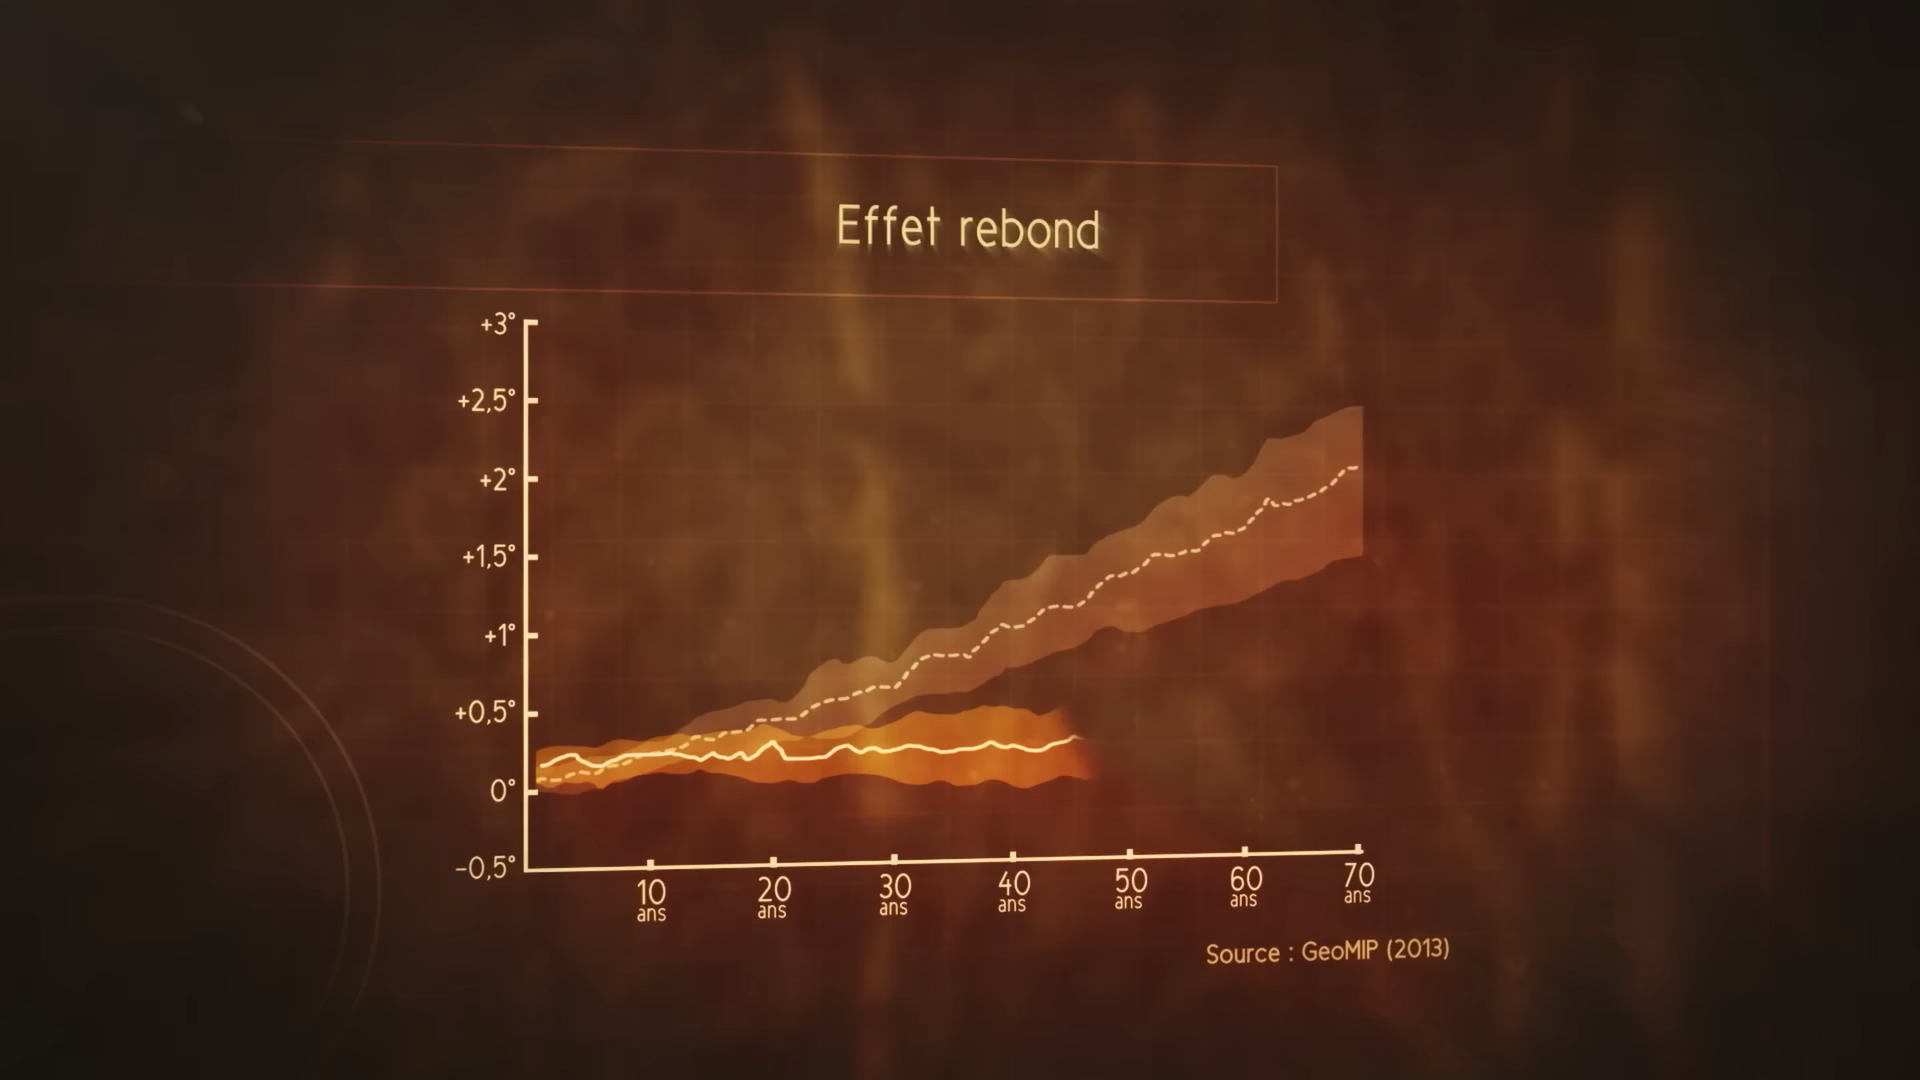 Effet rebond
+3°
+2,5°
+2°
+1,5°
+1°
+0,5°
0°
-0,5°
10 20 30 40 50 60 70
ans ans ans ans ans ans ans
Source : GeoMIP (2013)